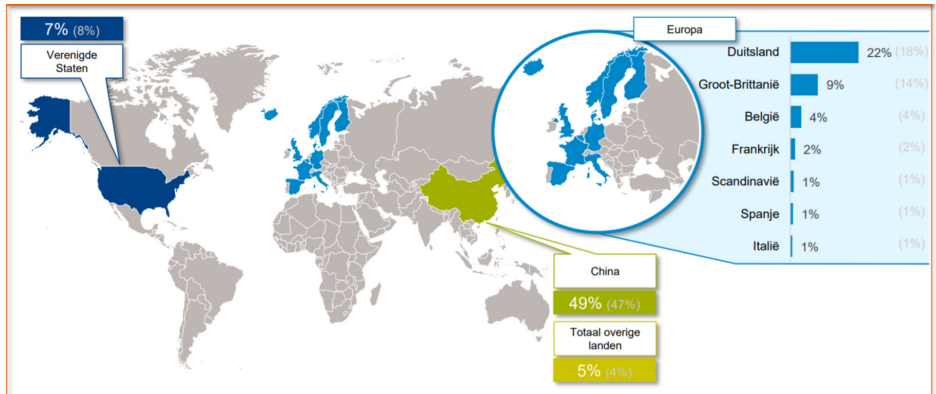 7% (8%)
Verenigde
Staten
Europa
Duitsland 22% (18%)
Groot-Brittanië 9% (14%)
België 4% (4%)
Frankrijk 2% (2%)
Scandinavië 1% (1%)
Spanje 1% (1%)
Italië 1% (1%)
China
49% (47%)
Totaal overige
landen
5% (4%)